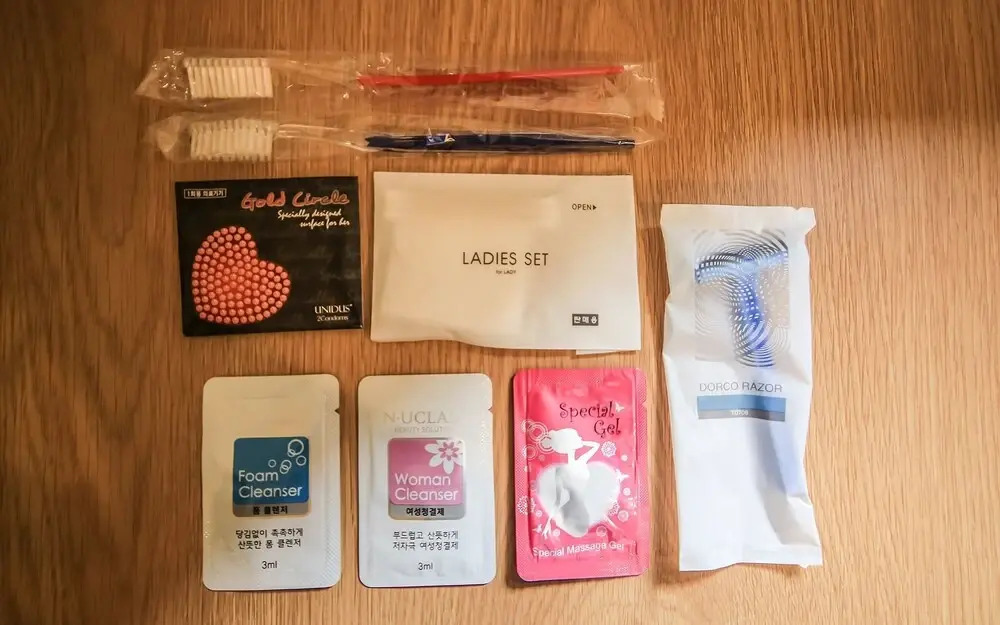 1회용 의료기기
Gold Circle
Specially designed
surface for her
UNIDUS®
2Condoms
OPEN▶
LADIES SET
for LADY
판매용
DORCO RAZOR
Foam
Cleanser
폼 클렌저
당김없이 촉촉하게
산뜻한 폼 클렌저
3ml
Woman
Cleanser
여성청결제
부드럽고 산뜻하게
저자극 여성청결제
3ml
Special
Gel
Special Massage Gel